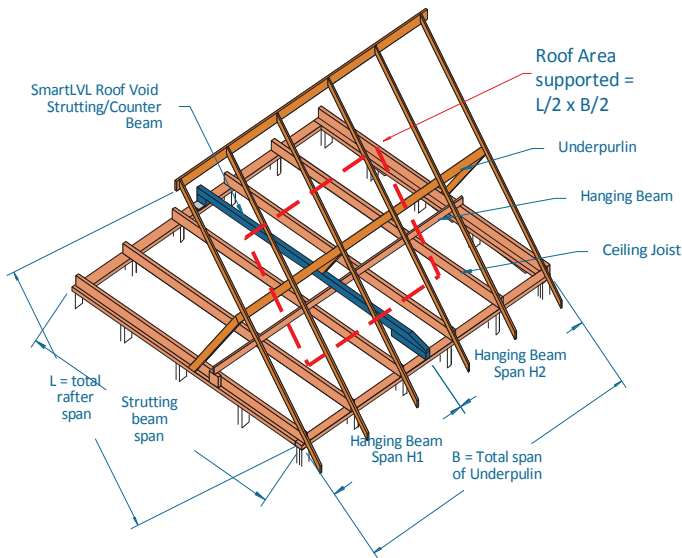 Roof Area
supported =
L/2 x B/2
SmartLVL Roof Void
Strutting/Counter
Beam
Underpurlin
Hanging Beam
Ceiling Joist
Hanging Beam
Span H2
L = total
rafter
span
Strutting
beam
span
Hanging Beam
Span H1
B = Total span
of Underpulin